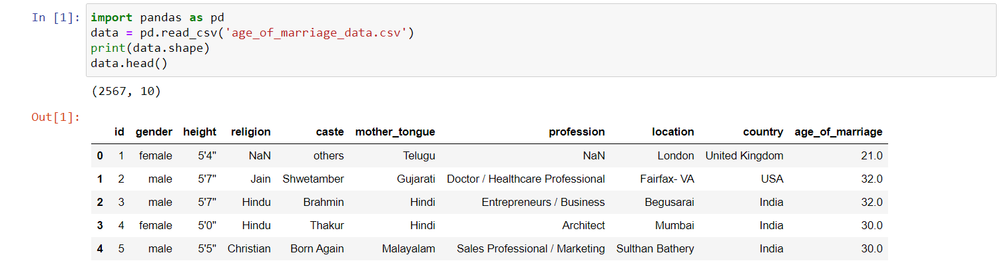 In [1]: import pandas as pd
data = pd.read_csv('age_of_marriage_data.csv')
print(data.shape)
data.head()
(2567, 10)
Out[1]:
id gender height religion caste mother_tongue profession location country age_of_marriage
0 1 female 5'4" NaN others Telugu NaN London United Kingdom 21.0
1 2 male 5'7" Jain Shwetamber Gujarati Doctor / Healthcare Professional Fairfax- VA USA 32.0
2 3 male 5'7" Hindu Brahmin Hindi Entrepreneurs / Business Begusarai India 32.0
3 4 female 5'0" Hindu Thakur Hindi Architect Mumbai India 30.0
4 5 male 5'5" Christian Born Again Malayalam Sales Professional / Marketing Sulthan Bathery India 30.0